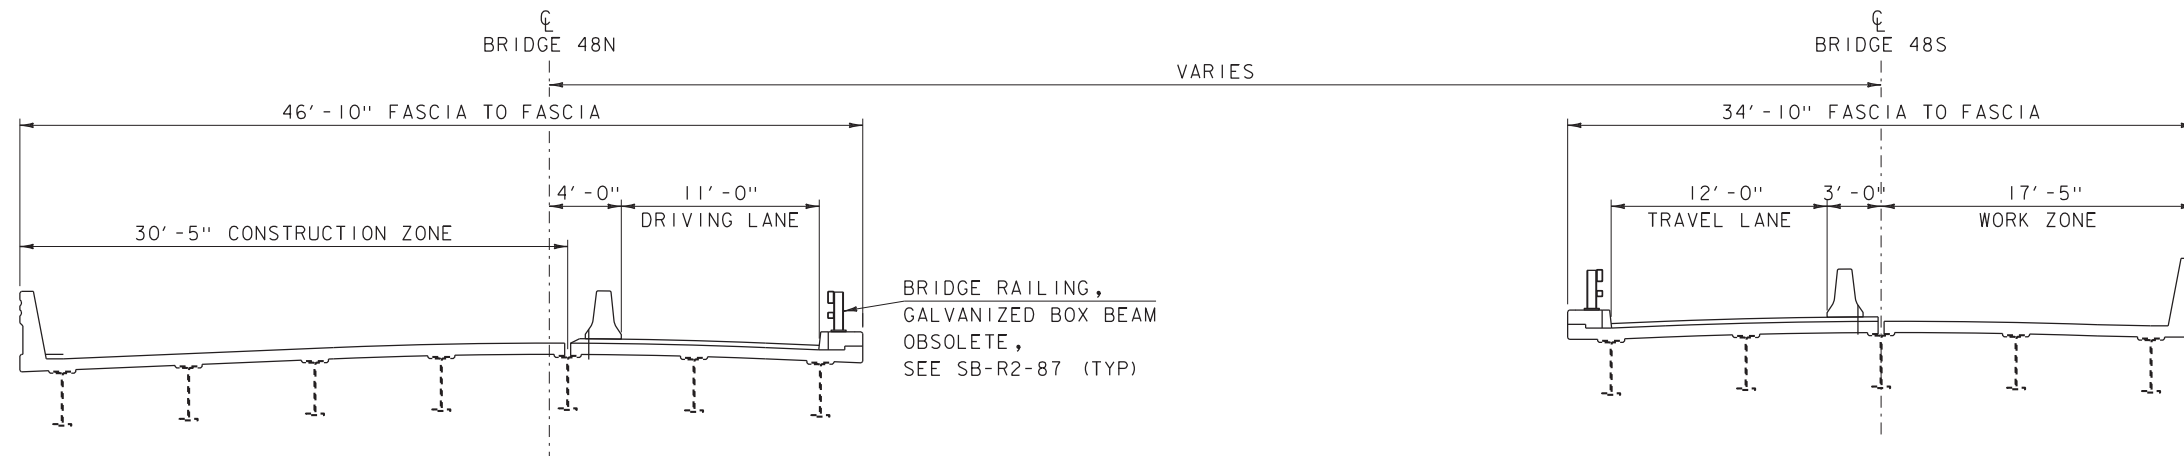 ℄
BRIDGE 48N
℄
BRIDGE 48S
VARIES
46'-10" FASCIA TO FASCIA
34'-10" FASCIA TO FASCIA
4'-0"
11'-0"
DRIVING LANE
12'-0"
TRAVEL LANE
3'-0"
17'-5"
WORK ZONE
30'-5" CONSTRUCTION ZONE
BRIDGE RAILING,
GALVANIZED BOX BEAM
OBSOLETE,
SEE SB-R2-87 (TYP)